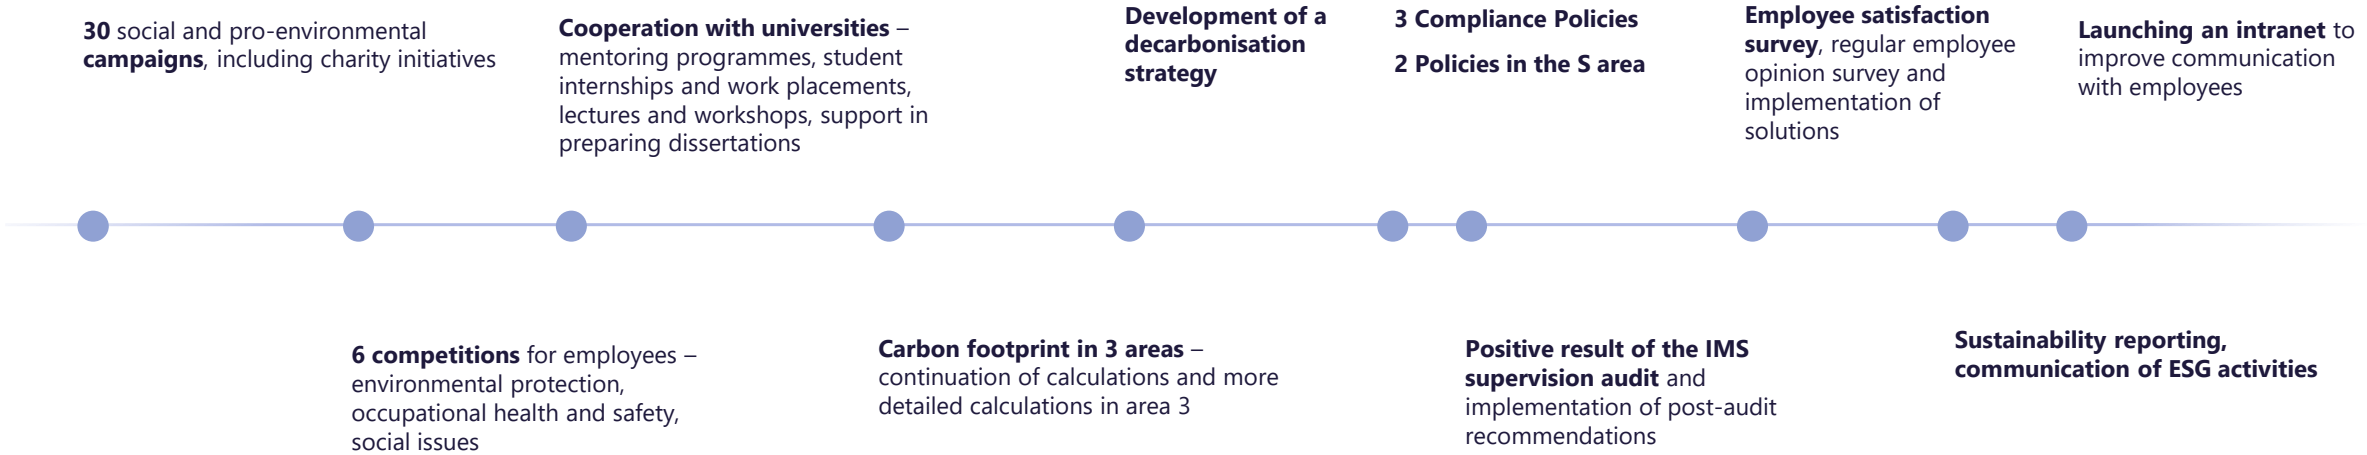 30 social and pro-environmental
campaigns, including charity initiatives
Cooperation with universities –
mentoring programmes, student
internships and work placements,
lectures and workshops, support in
preparing dissertations
Development of a
decarbonisation
strategy
3 Compliance Policies
2 Policies in the S area
Employee satisfaction
survey, regular employee
opinion survey and
implementation of
solutions
Launching an intranet to
improve communication
with employees
6 competitions for employees –
environmental protection,
occupational health and safety,
social issues
Carbon footprint in 3 areas –
continuation of calculations and more
detailed calculations in area 3
Positive result of the IMS
supervision audit and
implementation of post-audit
recommendations
Sustainability reporting,
communication of ESG activities